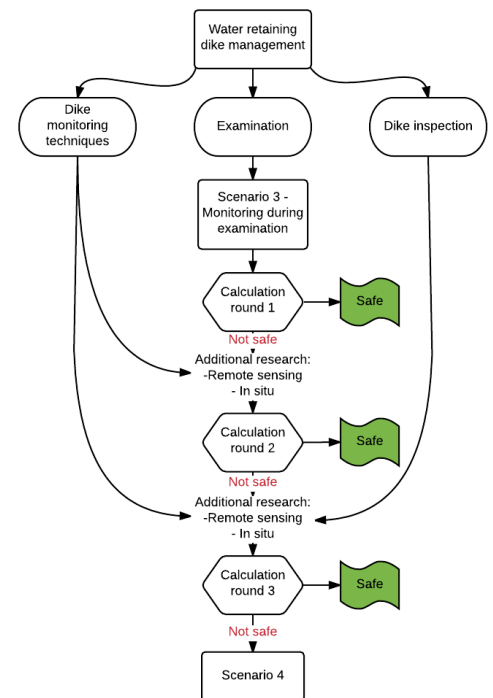 Water retaining
dike management
Dike
monitoring
techniques
Examination
Dike inspection
Scenario 3 -
Monitoring during
examination
Calculation
round 1
Safe
Not safe
Additional research:
-Remote sensing
- In situ
Calculation
round 2
Safe
Not safe
Additional research:
-Remote sensing
- In situ
Calculation
round 3
Safe
Not safe
Scenario 4